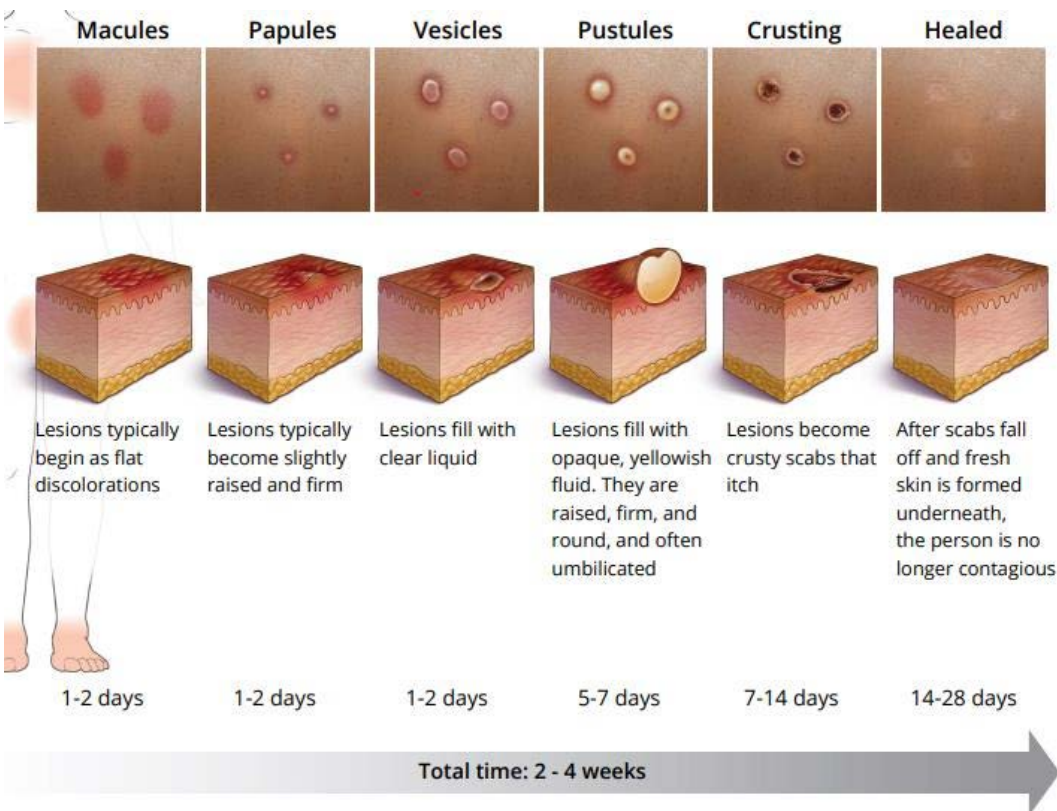 Macules Papules Vesicles Pustules Crusting Healed
Lesions typically
begin as flat
discolorations
Lesions typically
become slightly
raised and firm
Lesions fill with
clear liquid
Lesions fill with
opaque, yellowish
fluid. They are
raised, firm, and
round, and often
umbilicated
Lesions become
crusty scabs that
itch
After scabs fall
off and fresh
skin is formed
underneath,
the person is no
longer contagious
1-2 days 1-2 days 1-2 days 5-7 days 7-14 days 14-28 days
Total time: 2 - 4 weeks